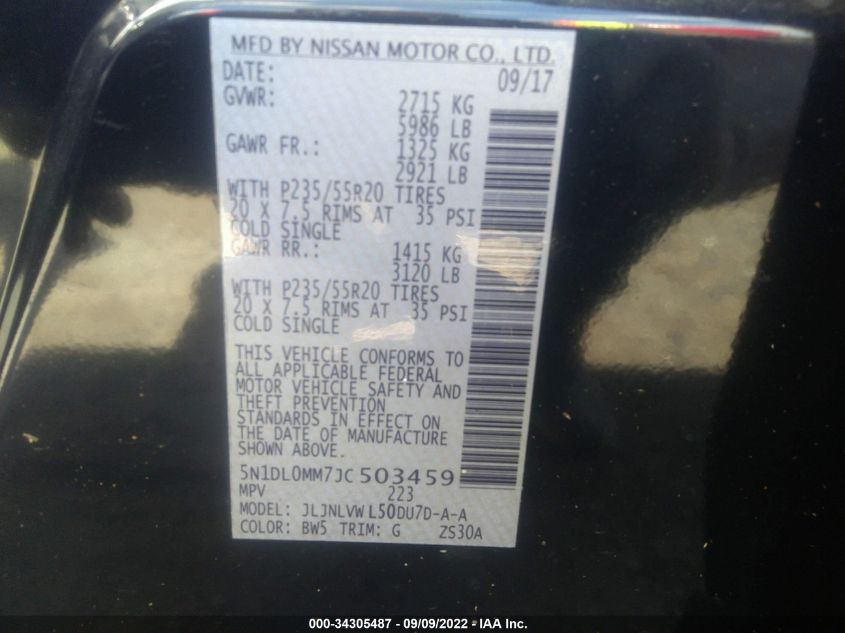 MFD BY NISSAN MOTOR CO., LTD.
DATE: 09/17
GVWR: 2715 KG
5986 LB
GAWR FR.: 1325 KG
2921 LB
WITH P235/55R20 TIRES
20 X 7.5 RIMS AT 35 PSI
COLD SINGLE
GAWR RR.: 1415 KG
3120 LB
WITH P235/55R20 TIRES
20 X 7.5 RIMS AT 35 PSI
COLD SINGLE
THIS VEHICLE CONFORMS TO
ALL APPLICABLE FEDERAL
MOTOR VEHICLE SAFETY AND
THEFT PREVENTION
STANDARDS IN EFFECT ON
THE DATE OF MANUFACTURE
SHOWN ABOVE.
5N1DL0MM7JC503459
MPV 223
MODEL: JLJNLVWL50DU7D-A-A
COLOR: BW5 TRIM: G ZS30A
000-34305487 - 09/09/2022 - IAA Inc.